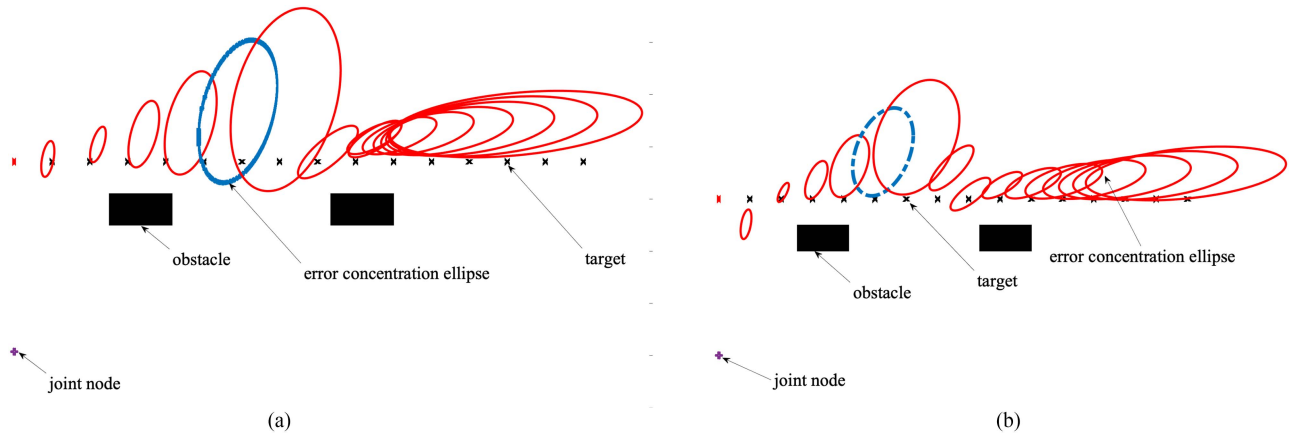 obstacle
error concentration ellipse
target
joint node
(a)
obstacle
target
error concentration ellipse
joint node
(b)